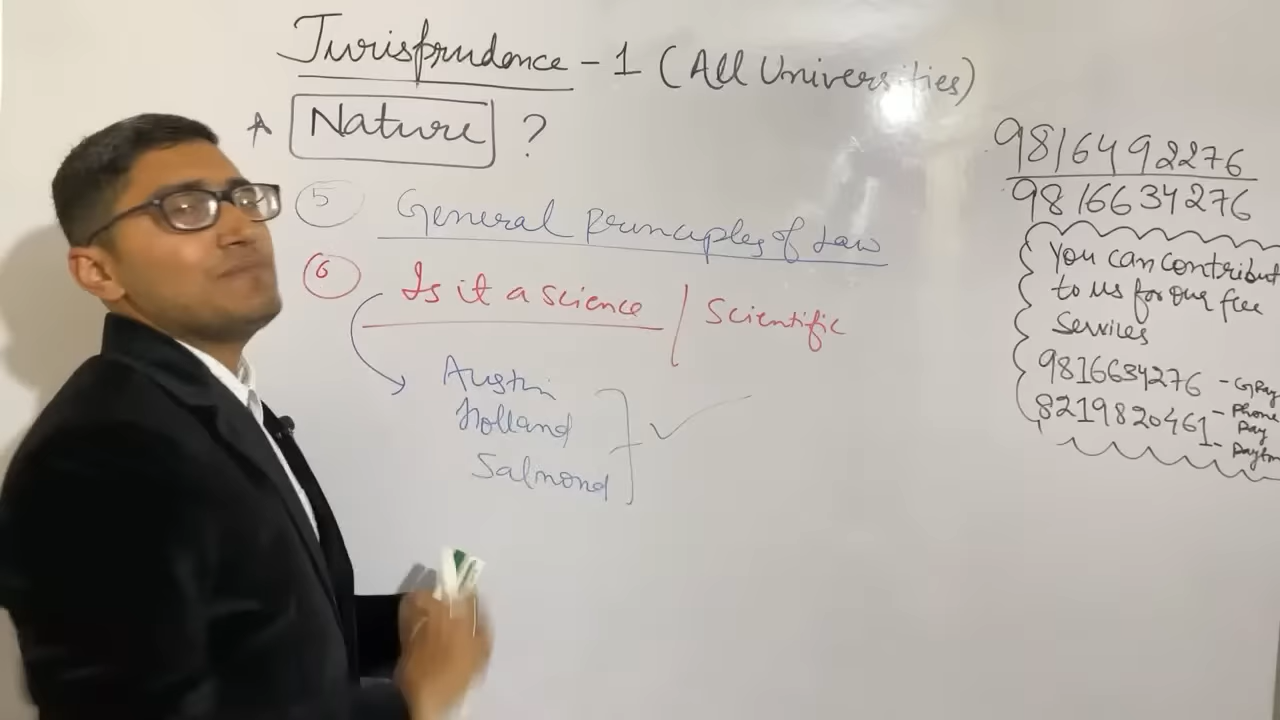 Jurisprudence - 1 (All Universities)
Nature ?
5 General principles of Law
6 Is it a science / Scientific
Austin
Holland
Salmond
9816492276
9816634276
You can contribut
to us for our free
Services
9816634276 - GPay
8219820461 - Phone
Pay
- Paytm